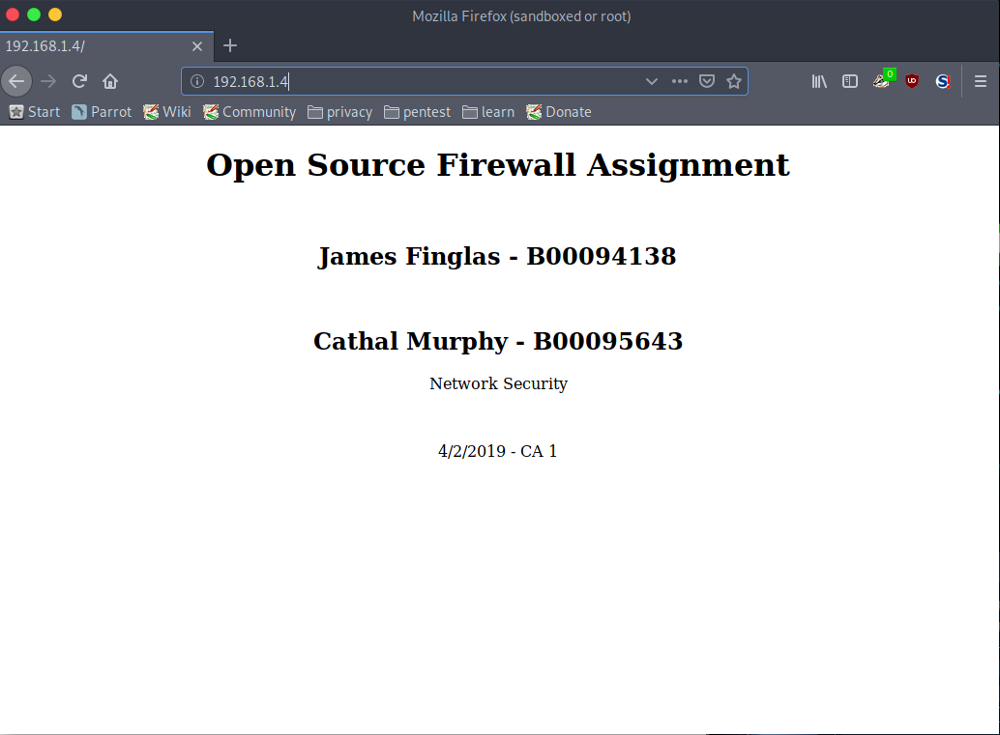 Mozilla Firefox (sandboxed or root)
192.168.1.4/
192.168.1.4
0
Start Parrot Wiki Community privacy pentest learn Donate
Open Source Firewall Assignment
James Finglas - B00094138
Cathal Murphy - B00095643
Network Security
4/2/2019 - CA 1